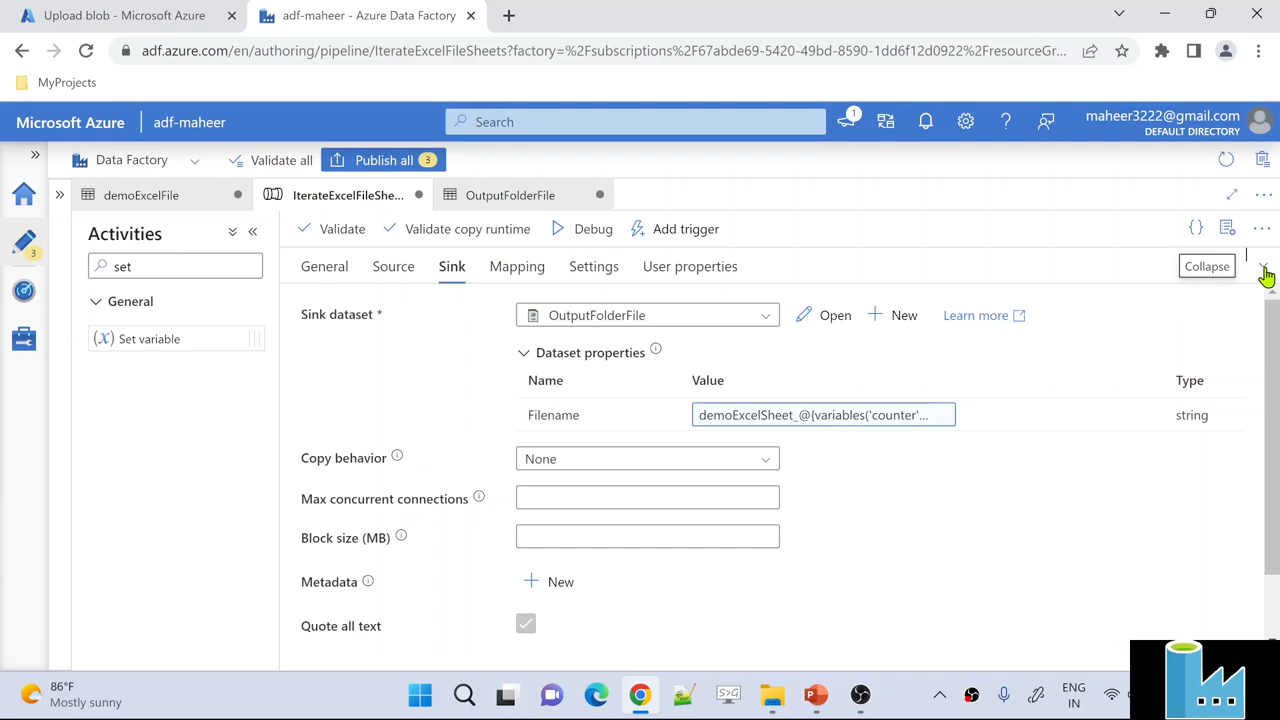 Upload blob - Microsoft Azure
adf-maheer - Azure Data Factory
adf.azure.com/en/authoring/pipeline/IterateExcelFileSheets?factory=%2Fsubscriptions%2F67abde69-5420-49bd-8590-1dd6f12d0922%2FresourceGr...
MyProjects
Microsoft Azure
adf-maheer
Search
1
maheer3222@gmail.com
DEFAULT DIRECTORY
Data Factory
Validate all
Publish all 3
demoExcelFile
IterateExcelFileShe...
OutputFolderFile
Activities
Validate
Validate copy runtime
Debug
Add trigger
3
set
General
Source
Sink
Mapping
Settings
User properties
Collapse
General
(x) Set variable
Sink dataset *
OutputFolderFile
Open
New
Learn more
Dataset properties
Name
Value
Type
Filename
demoExcelSheet_@{variables('counter'...
string
Copy behavior
None
Max concurrent connections
Block size (MB)
Metadata
New
Quote all text
86°F
Mostly sunny
S>G
ENG
IN